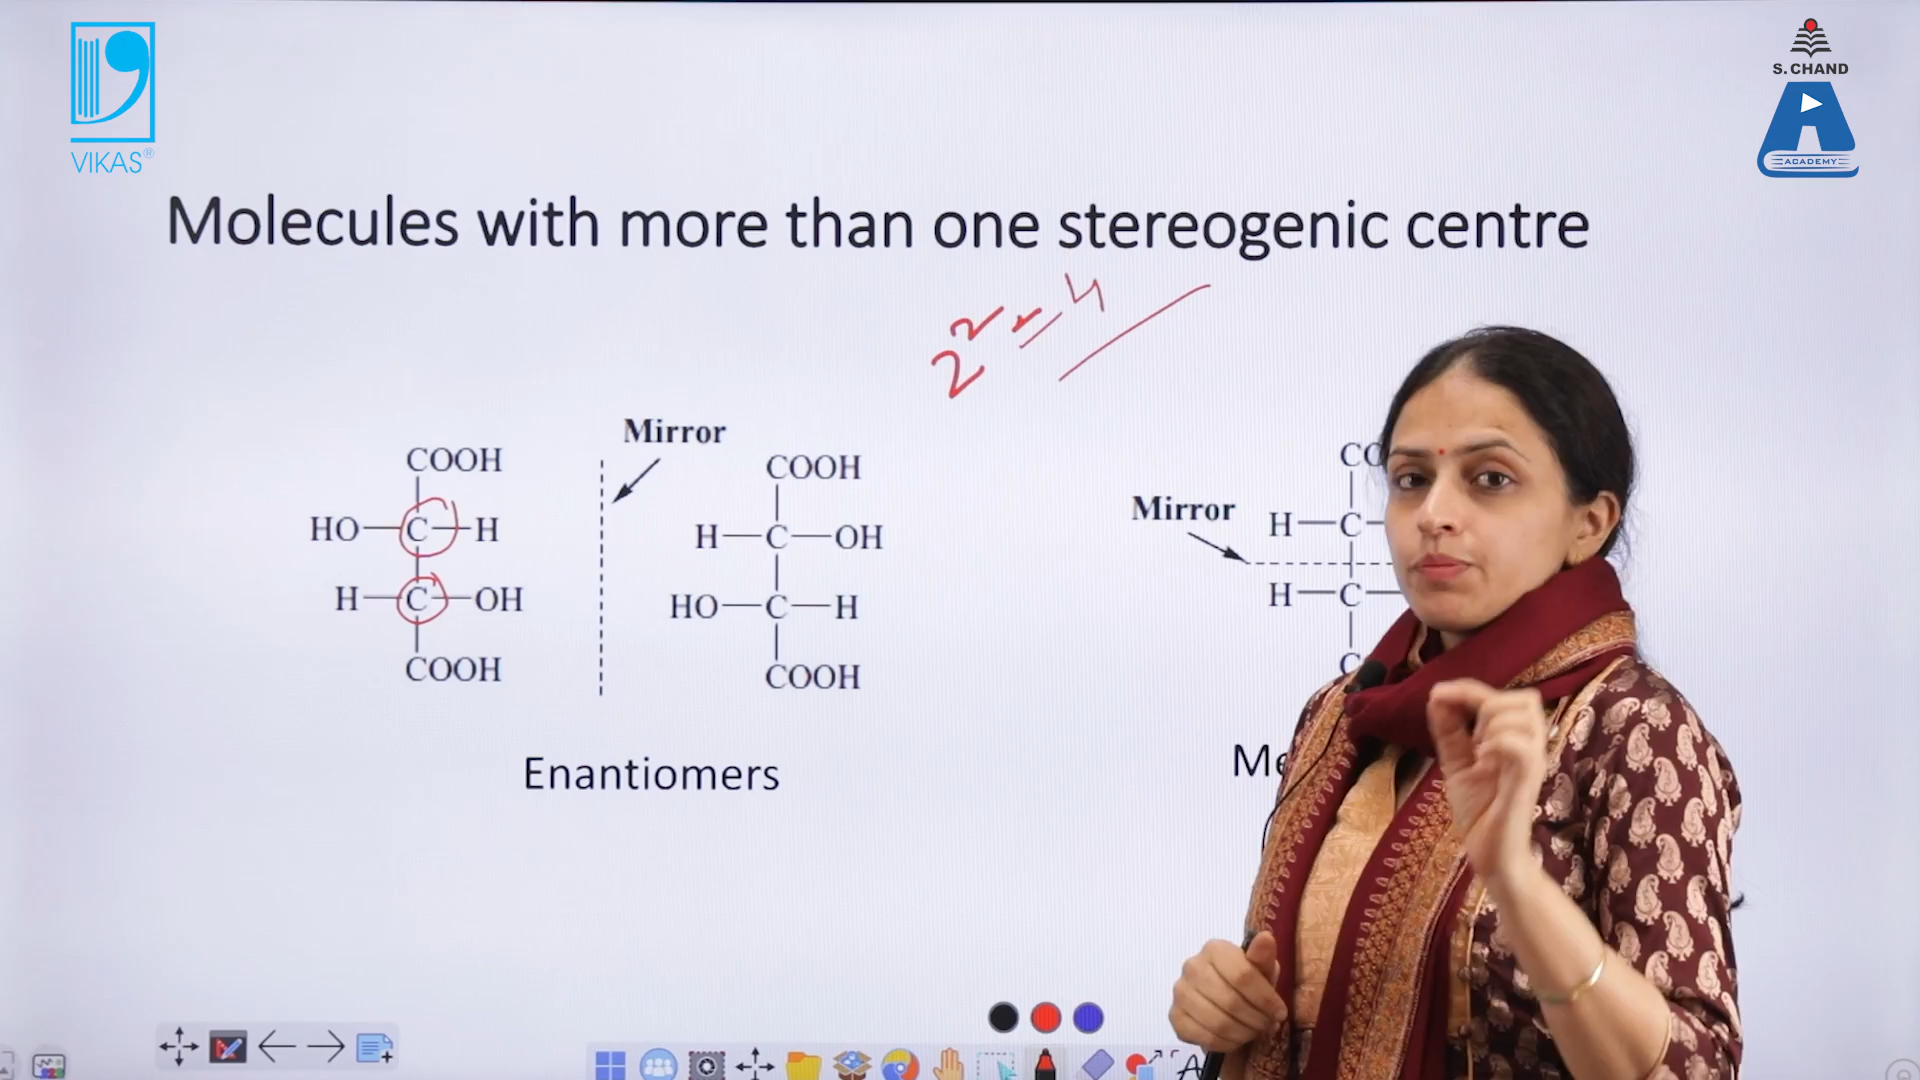 VIKAS®
S. CHAND
ACADEMY
Molecules with more than one stereogenic centre
2² = 4
Mirror
COOH
HO—C—H
H—C—OH
COOH
COOH
H—C—OH
HO—C—H
COOH
Enantiomers
Mirror
H—C
H—C